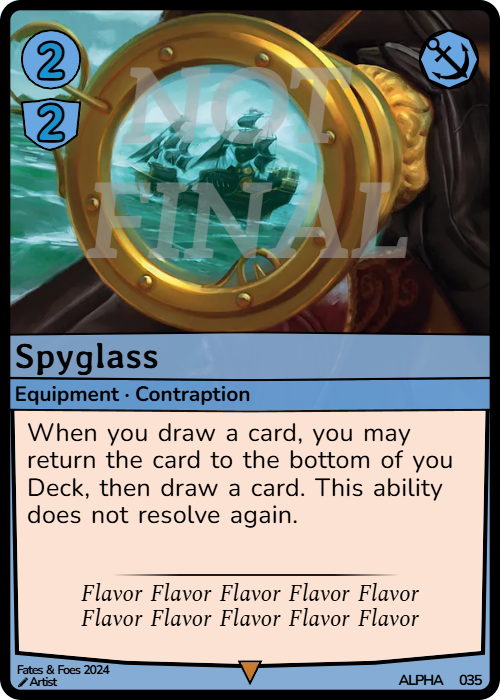 2
2
NOT
FINAL
Spyglass
Equipment · Contraption
When you draw a card, you may
return the card to the bottom of you
Deck, then draw a card. This ability
does not resolve again.
Flavor Flavor Flavor Flavor Flavor
Flavor Flavor Flavor Flavor Flavor
Fates & Foes 2024
Artist
ALPHA 035